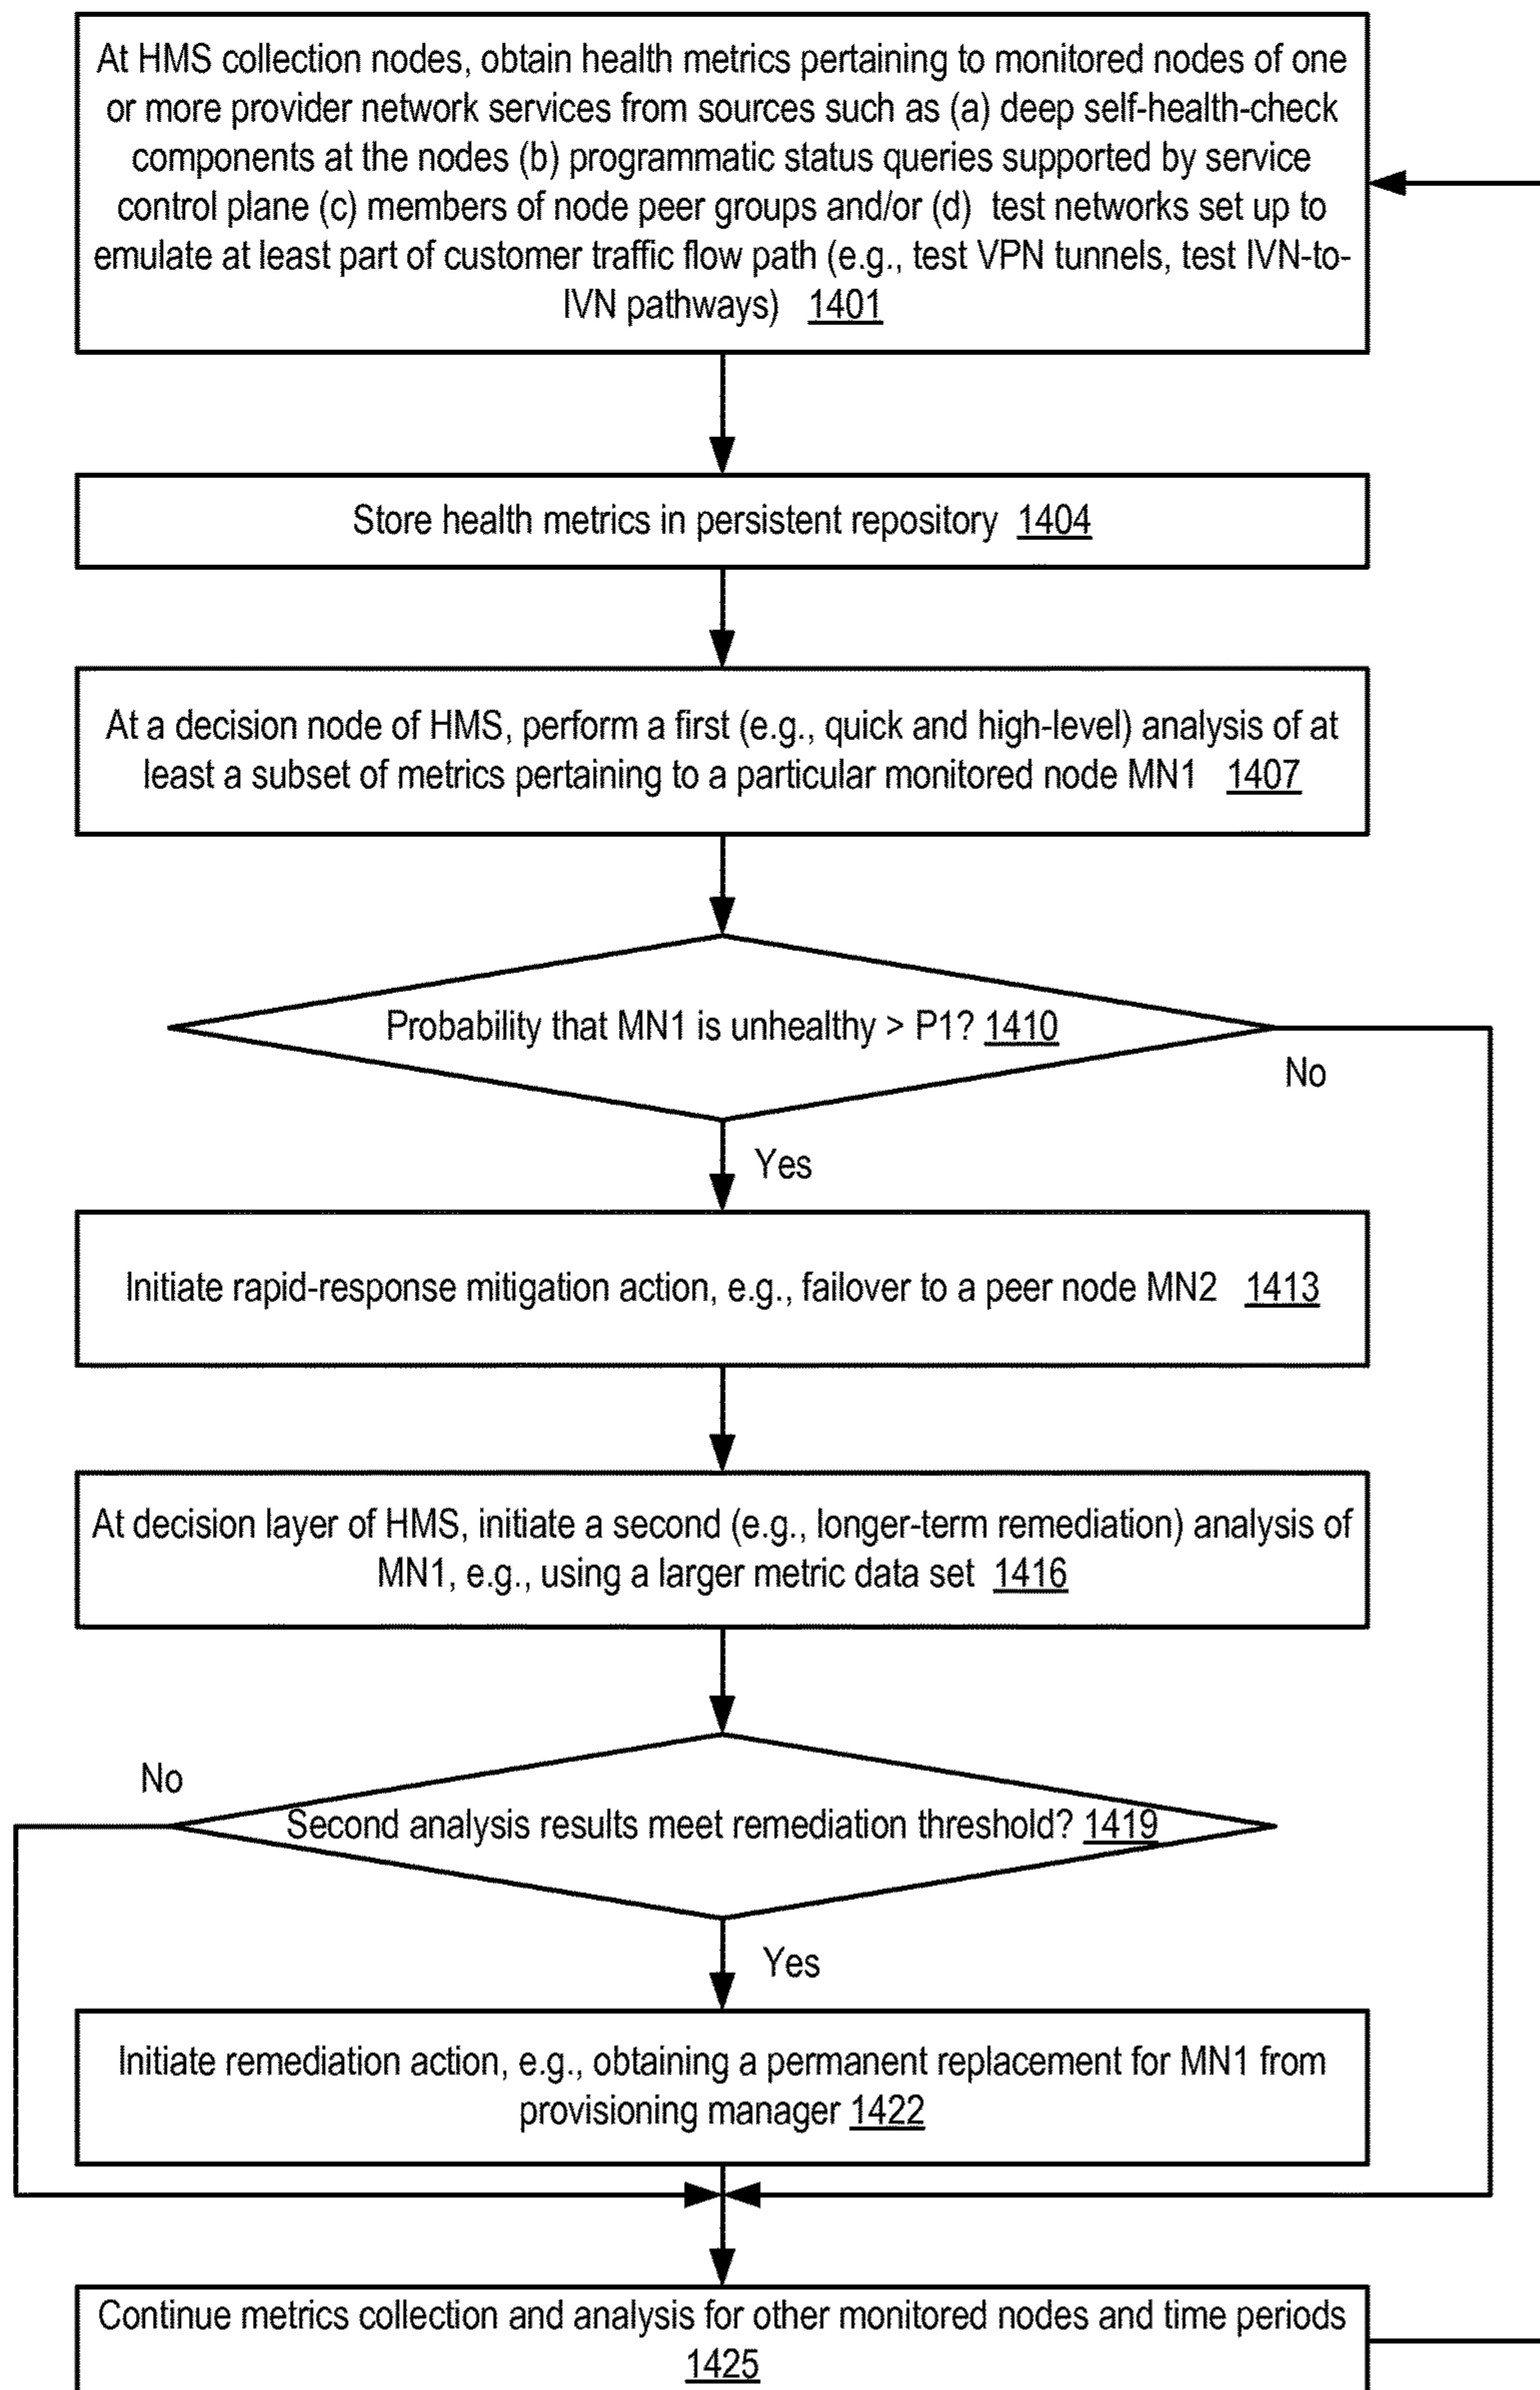 At HMS collection nodes, obtain health metrics pertaining to monitored nodes of one
or more provider network services from sources such as (a) deep self-health-check
components at the nodes (b) programmatic status queries supported by service
control plane (c) members of node peer groups and/or (d) test networks set up to
emulate at least part of customer traffic flow path (e.g., test VPN tunnels, test IVN-to-
IVN pathways) 1401
Store health metrics in persistent repository 1404
At a decision node of HMS, perform a first (e.g., quick and high-level) analysis of at
least a subset of metrics pertaining to a particular monitored node MN1 1407
Probability that MN1 is unhealthy > P1? 1410
No
Yes
Initiate rapid-response mitigation action, e.g., failover to a peer node MN2 1413
At decision layer of HMS, initiate a second (e.g., longer-term remediation) analysis of
MN1, e.g., using a larger metric data set 1416
No
Second analysis results meet remediation threshold? 1419
Yes
Initiate remediation action, e.g., obtaining a permanent replacement for MN1 from
provisioning manager 1422
Continue metrics collection and analysis for other monitored nodes and time periods
1425